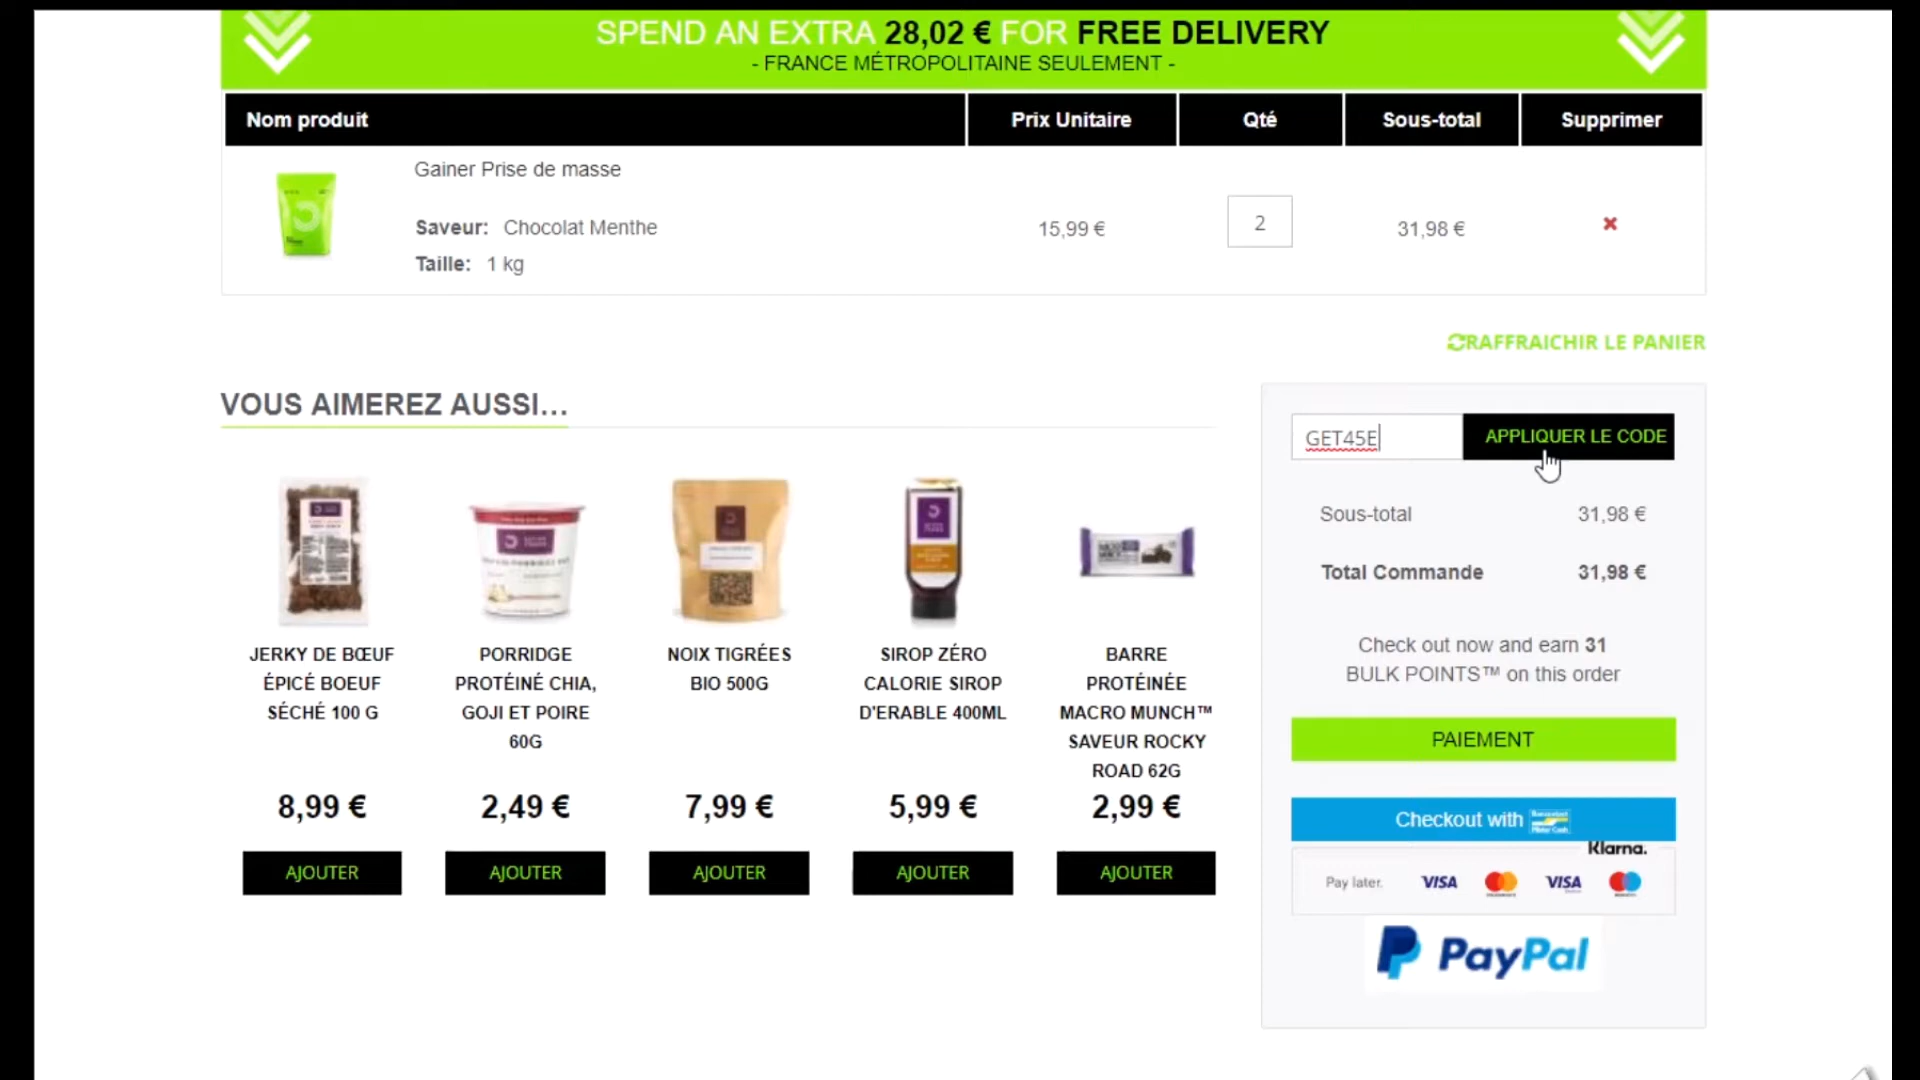 SPEND AN EXTRA 28,02 € FOR FREE DELIVERY
- FRANCE MÉTROPOLITAINE SEULEMENT -
Nom produit Prix Unitaire Qté Sous-total Supprimer
Gainer Prise de masse
Saveur: Chocolat Menthe
Taille: 1 kg
15,99 € 2 31,98 €
RAFFRAICHIR LE PANIER
VOUS AIMEREZ AUSSI...
JERKY DE BŒUF
ÉPICÉ BOEUF
SÉCHÉ 100 G
8,99 €
AJOUTER
PORRIDGE
PROTÉINÉ CHIA,
GOJI ET POIRE
60G
2,49 €
AJOUTER
NOIX TIGRÉES
BIO 500G
7,99 €
AJOUTER
SIROP ZÉRO
CALORIE SIROP
D'ERABLE 400ML
5,99 €
AJOUTER
BARRE
PROTÉINÉE
MACRO MUNCH™
SAVEUR ROCKY
ROAD 62G
2,99 €
AJOUTER
GET45E APPLIQUER LE CODE
Sous-total 31,98 €
Total Commande 31,98 €
Check out now and earn 31
BULK POINTS™ on this order
PAIEMENT
Checkout with
Klarna.
Pay later. VISA VISA
PayPal